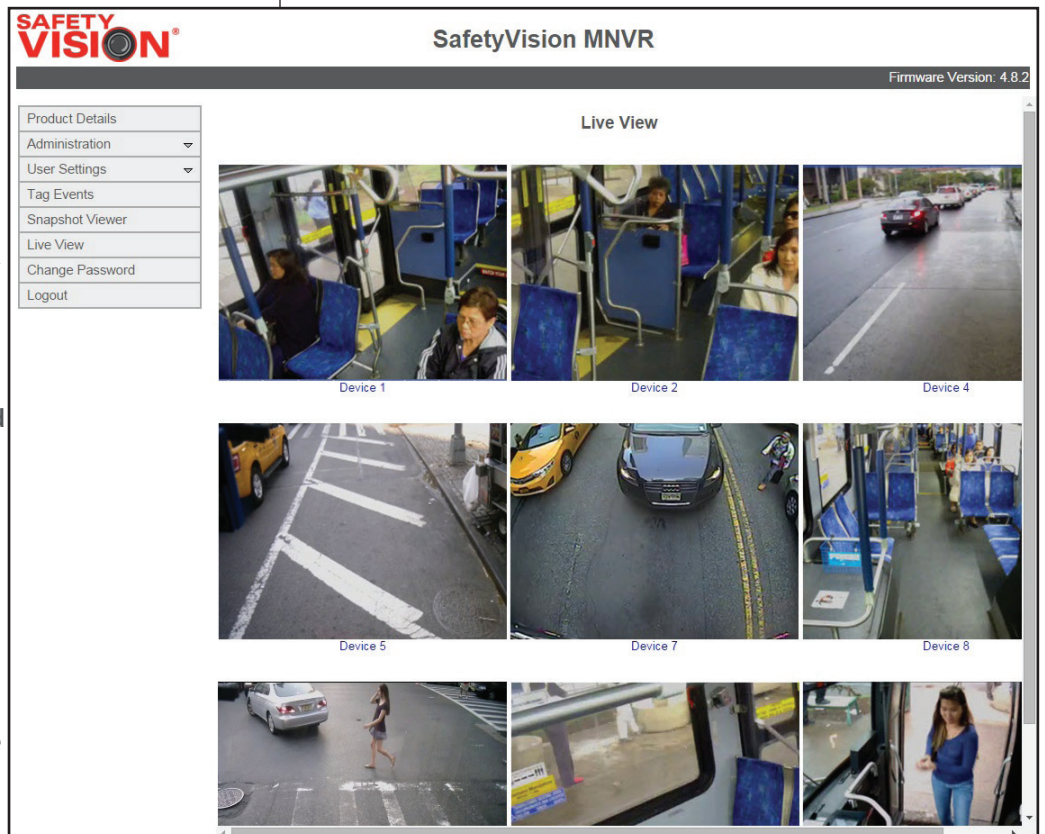 SAFETY
VISION®
SafetyVision MNVR
Firmware Version: 4.8.2
Product Details
Administration
User Settings
Tag Events
Snapshot Viewer
Live View
Change Password
Logout
Live View
Device 1
Device 2
Device 4
Device 5
Device 7
Device 8